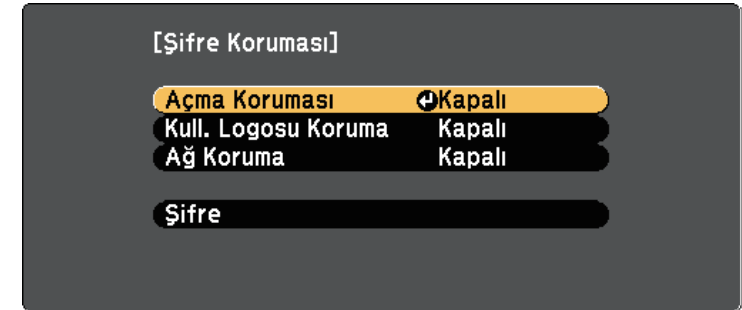 [Şifre Koruması]
Açma Koruması Kapalı
Kull. Logosu Koruma Kapalı
Ağ Koruma Kapalı
Şifre